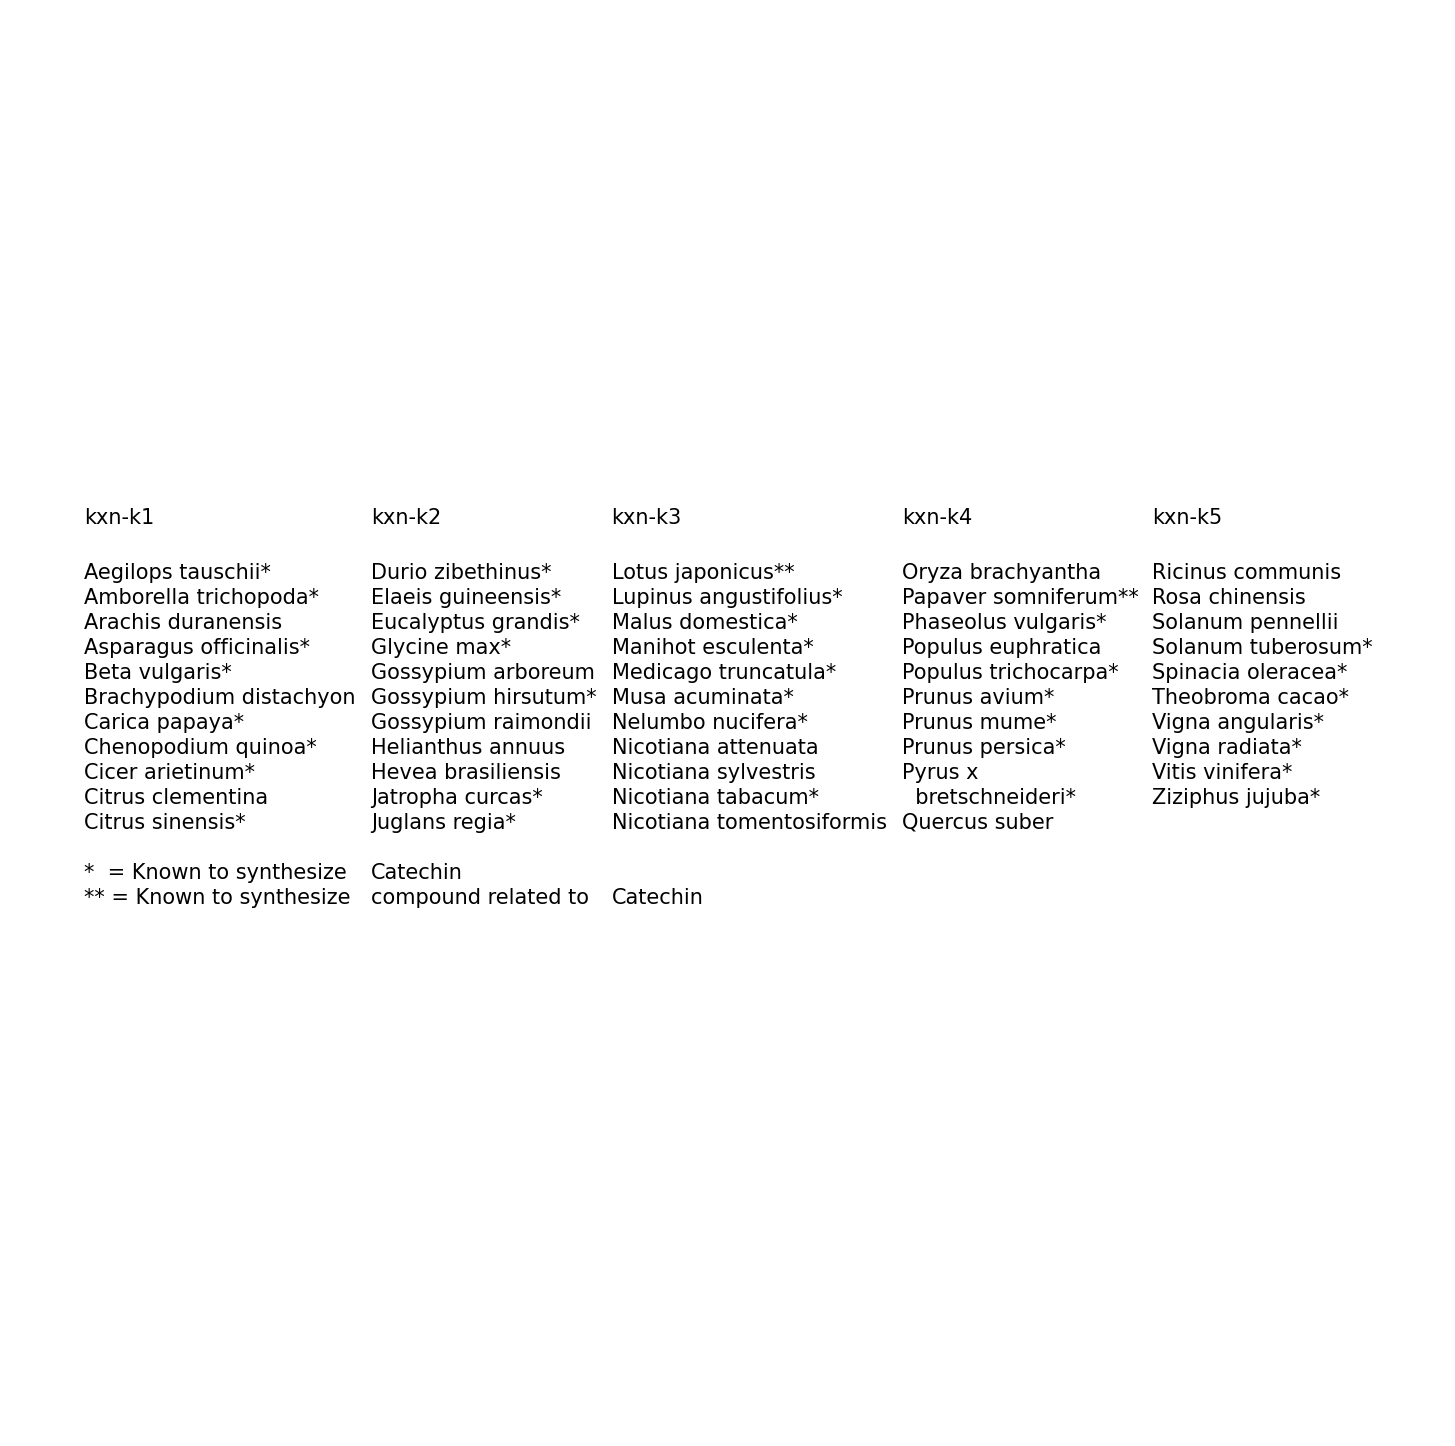 kxn-k1 kxn-k2 kxn-k3 kxn-k4 kxn-k5
Aegilops tauschii* Durio zibethinus* Lotus japonicus** Oryza brachyantha Ricinus communis
Amborella trichopoda* Elaeis guineensis* Lupinus angustifolius* Papaver somniferum** Rosa chinensis
Arachis duranensis Eucalyptus grandis* Malus domestica* Phaseolus vulgaris* Solanum pennellii
Asparagus officinalis* Glycine max* Manihot esculenta* Populus euphratica Solanum tuberosum*
Beta vulgaris* Gossypium arboreum Medicago truncatula* Populus trichocarpa* Spinacia oleracea*
Brachypodium distachyon Gossypium hirsutum* Musa acuminata* Prunus avium* Theobroma cacao*
Carica papaya* Gossypium raimondii Nelumbo nucifera* Prunus mume* Vigna angularis*
Chenopodium quinoa* Helianthus annuus Nicotiana attenuata Prunus persica* Vigna radiata*
Cicer arietinum* Hevea brasiliensis Nicotiana sylvestris Pyrus x Vitis vinifera*
Citrus clementina Jatropha curcas* Nicotiana tabacum* bretschneideri* Ziziphus jujuba*
Citrus sinensis* Juglans regia* Nicotiana tomentosiformis Quercus suber
* = Known to synthesize Catechin
** = Known to synthesize compound related to Catechin